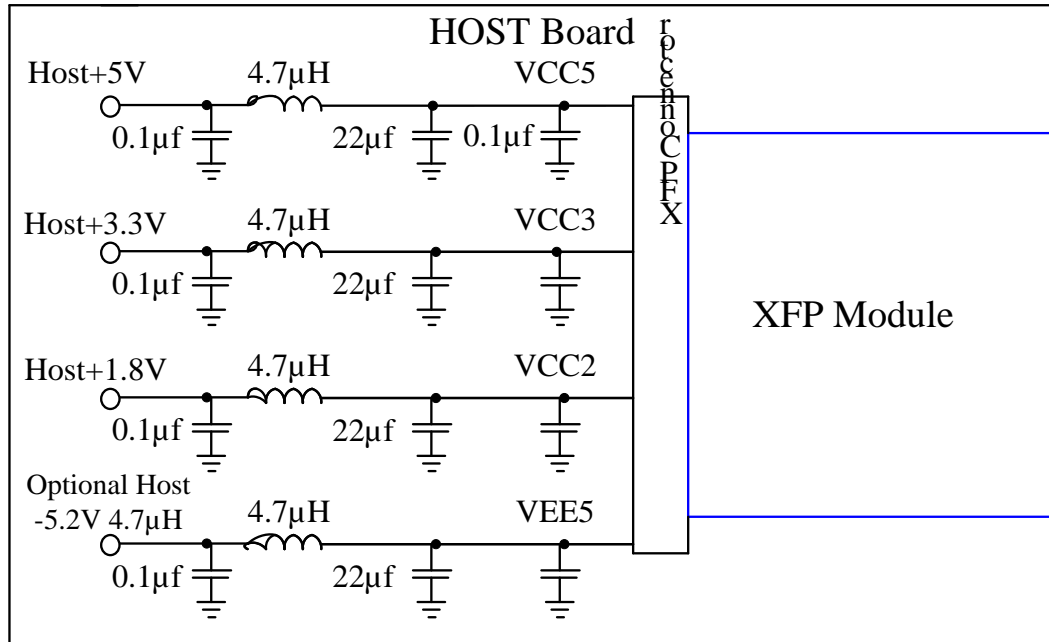 HOST Board
XFP Connector
Host+5V
4.7µH
VCC5
0.1µf
22µf
0.1µf
Host+3.3V
4.7µH
VCC3
0.1µf
22µf
XFP Module
Host+1.8V
4.7µH
VCC2
0.1µf
22µf
Optional Host
-5.2V 4.7µH
4.7µH
VEE5
0.1µf
22µf